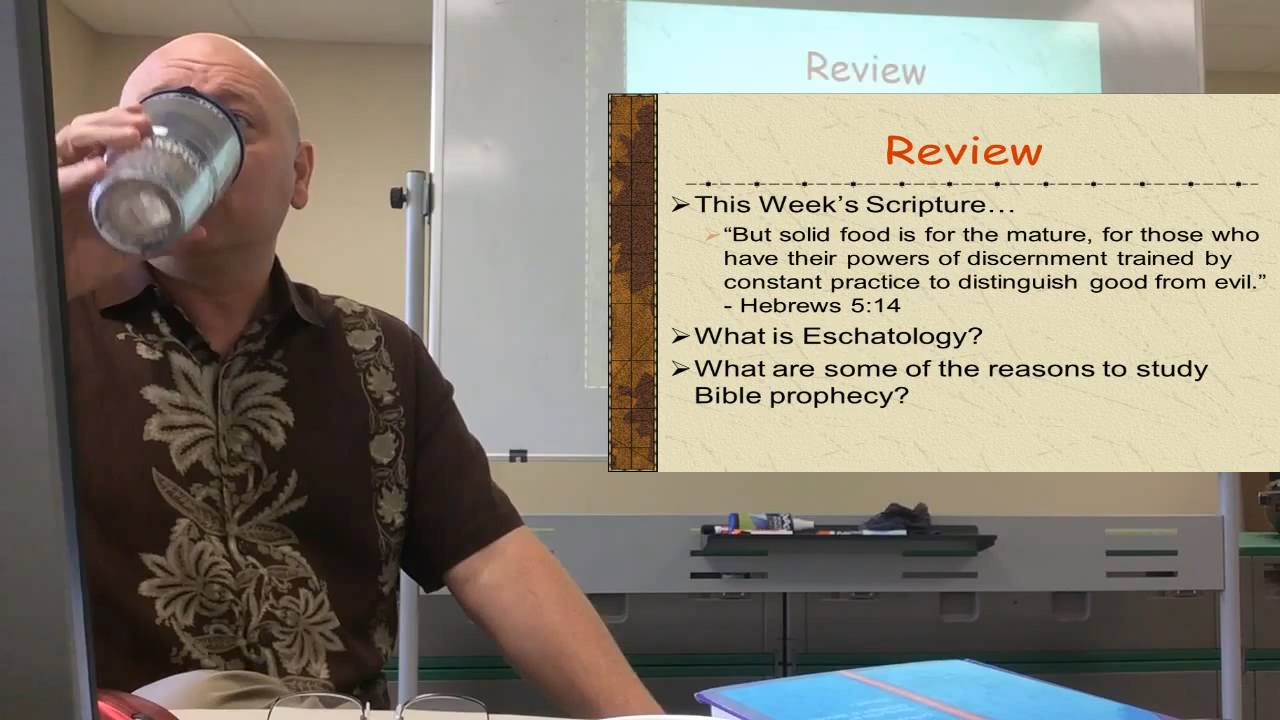 Review
Review
➢This Week’s Scripture…
➢“But solid food is for the mature, for those who
have their powers of discernment trained by
constant practice to distinguish good from evil.”
- Hebrews 5:14
➢What is Eschatology?
➢What are some of the reasons to study
Bible prophecy?